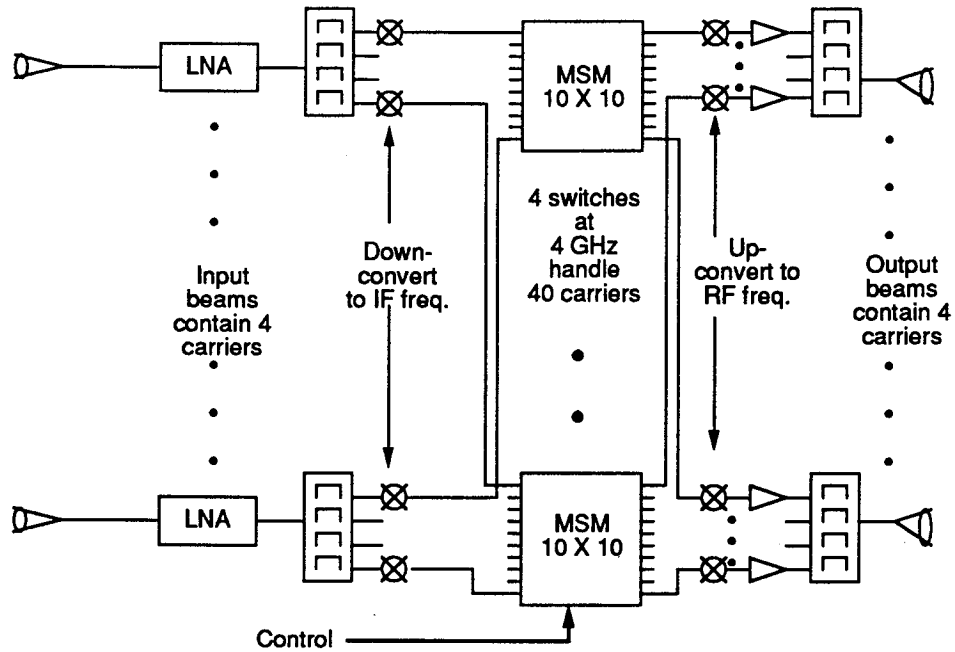 LNA
MSM
10 X 10
4 switches
at
4 GHz
handle
40 carriers
Down-
convert
to IF freq.
Up-
convert to
RF freq.
Input
beams
contain 4
carriers
Output
beams
contain 4
carriers
LNA
MSM
10 X 10
Control